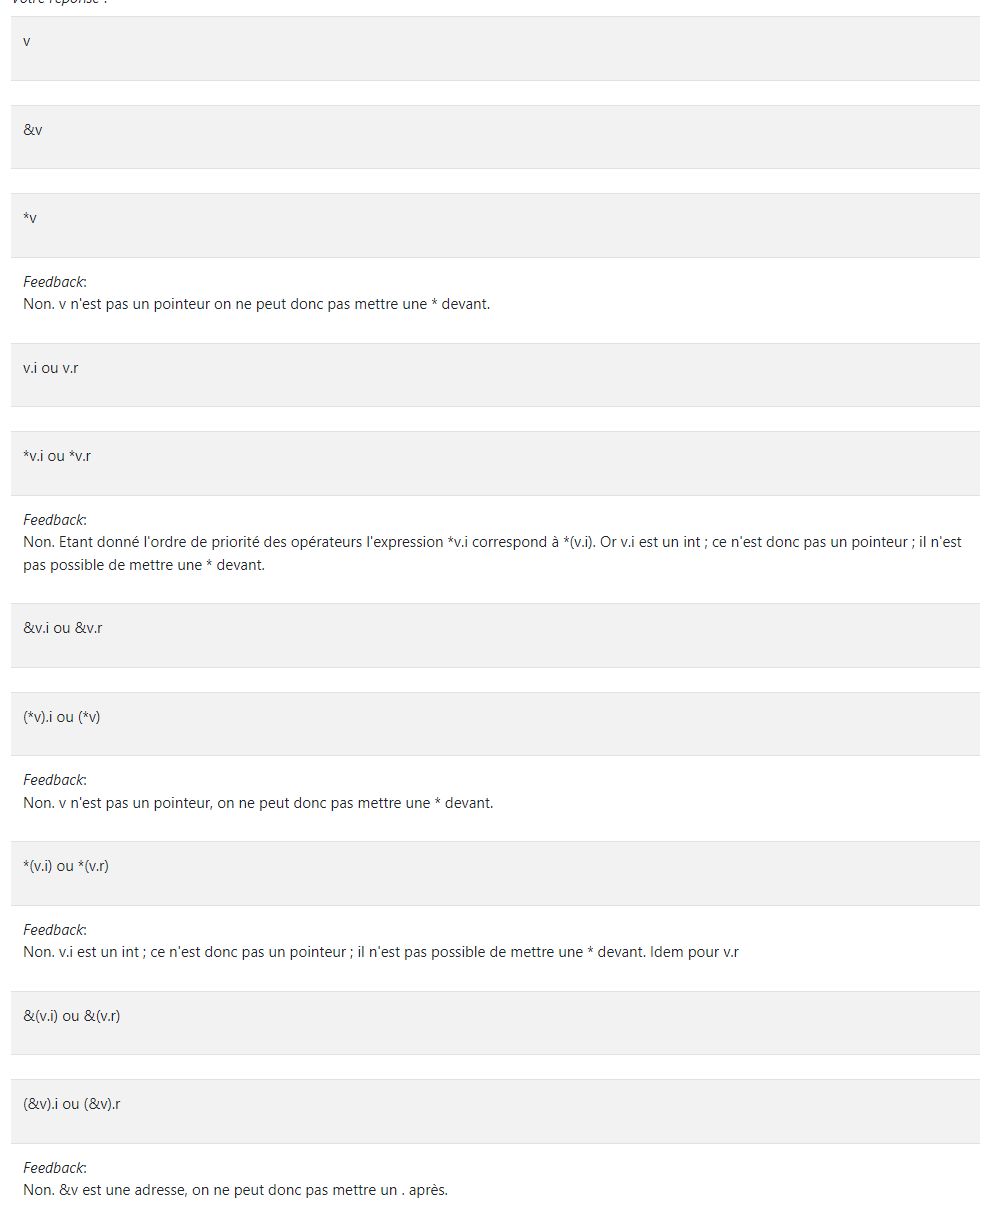 Votre réponse :
v
&v
*v
Feedback:
Non. v n'est pas un pointeur on ne peut donc pas mettre une * devant.
v.i ou v.r
*v.i ou *v.r
Feedback:
Non. Etant donné l'ordre de priorité des opérateurs l'expression *v.i correspond à *(v.i). Or v.i est un int ; ce n'est donc pas un pointeur ; il n'est
pas possible de mettre une * devant.
&v.i ou &v.r
(*v).i ou (*v)
Feedback:
Non. v n'est pas un pointeur, on ne peut donc pas mettre une * devant.
*(v.i) ou *(v.r)
Feedback:
Non. v.i est un int ; ce n'est donc pas un pointeur ; il n'est pas possible de mettre une * devant. Idem pour v.r
&(v.i) ou &(v.r)
(&v).i ou (&v).r
Feedback:
Non. &v est une adresse, on ne peut donc pas mettre un . après.